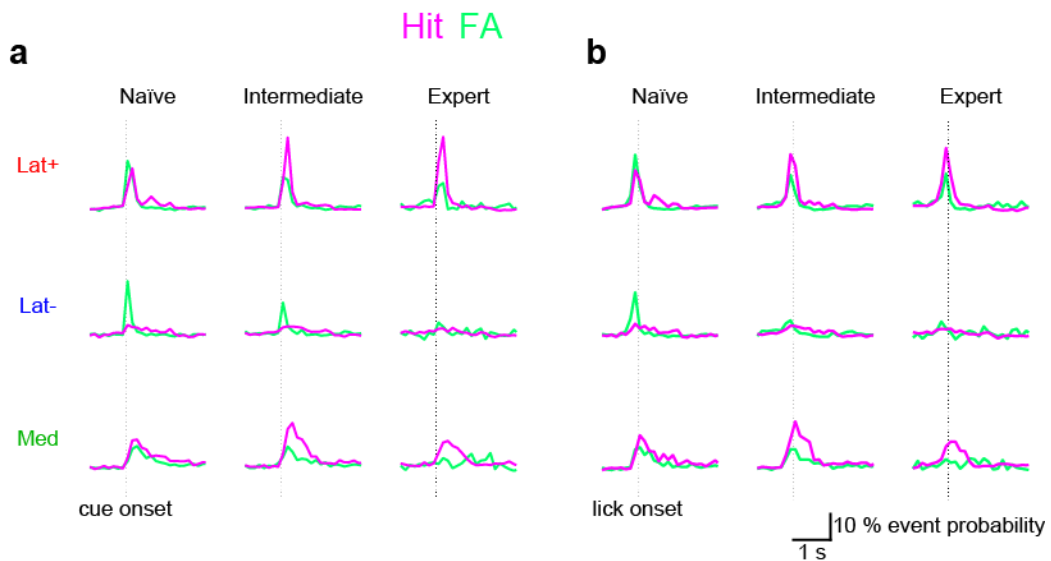 Hit FA
a
b
Naïve Intermediate Expert
Naïve Intermediate Expert
Lat+
Lat-
Med
cue onset
lick onset
10 % event probability
1 s